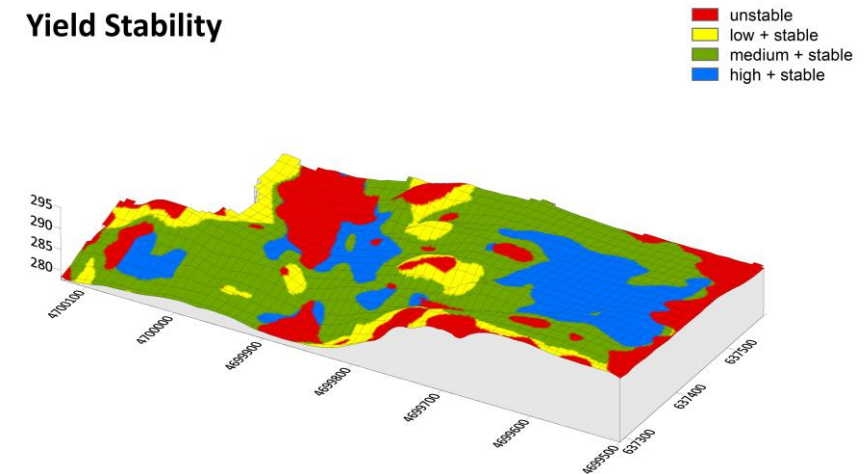 Yield Stability
unstable
low + stable
medium + stable
high + stable
295
290
285
280
4700100
4700000
4699900
4699800
4699700
4699600
4699500
637300
637400
637500